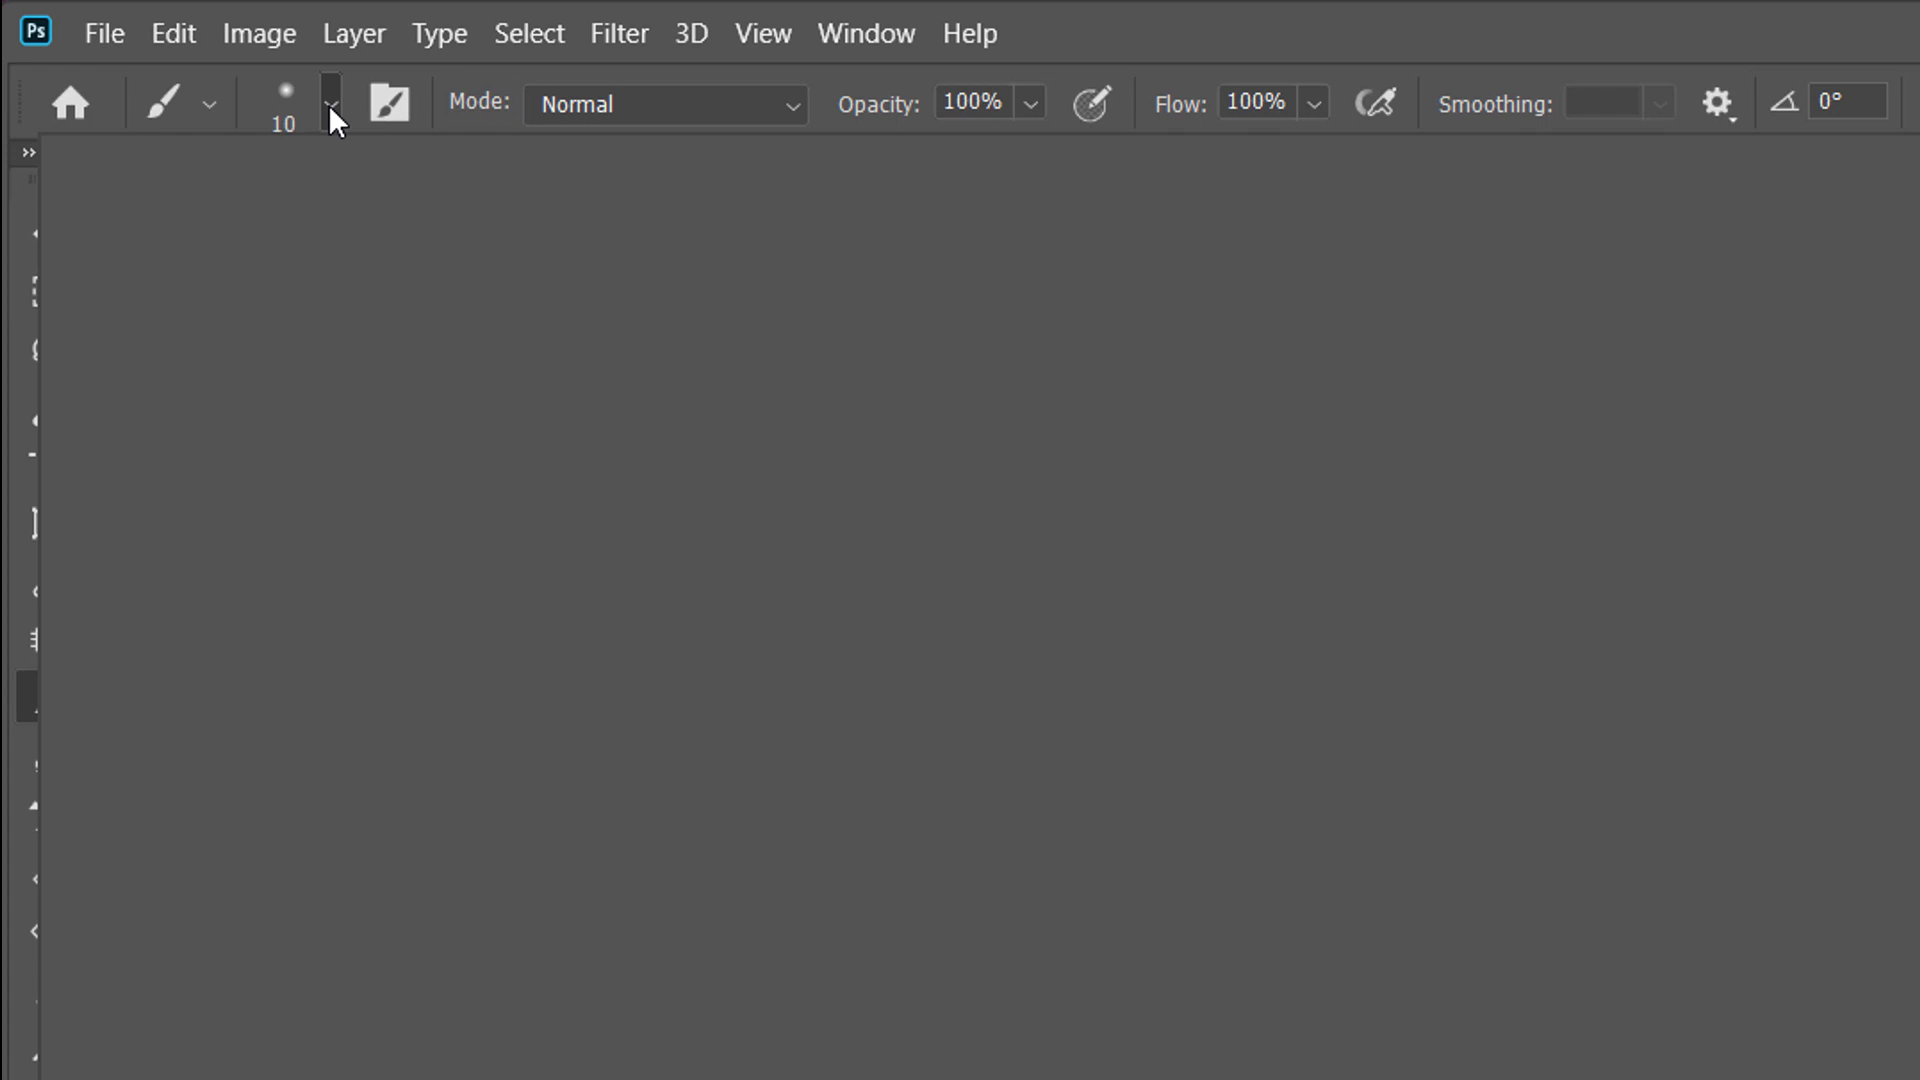 Ps File Edit Image Layer Type Select Filter 3D View Window Help
10 Mode: Normal Opacity: 100% Flow: 100% Smoothing: 0°